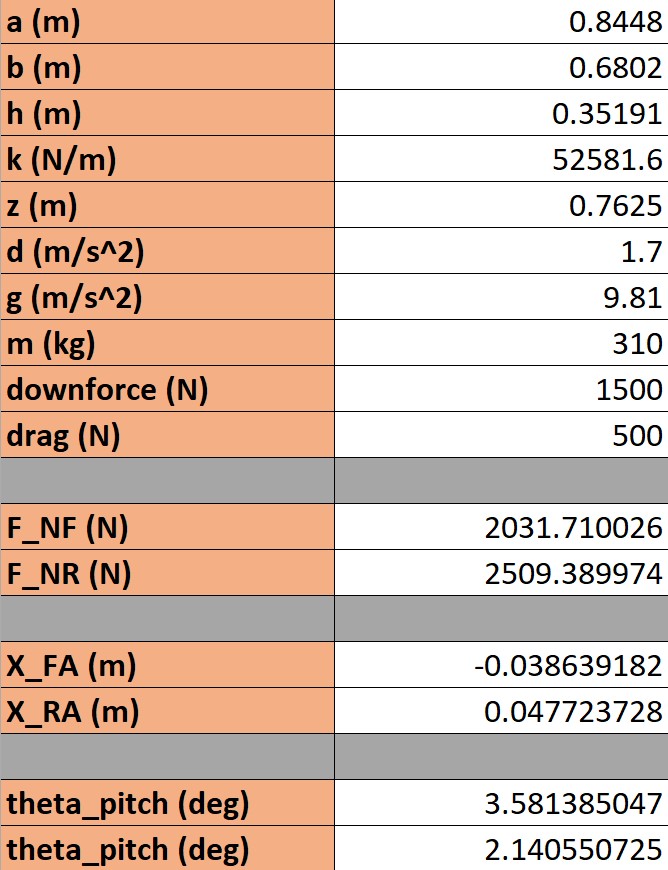 a (m) 0.8448
b (m) 0.6802
h (m) 0.35191
k (N/m) 52581.6
z (m) 0.7625
d (m/s^2) 1.7
g (m/s^2) 9.81
m (kg) 310
downforce (N) 1500
drag (N) 500
F_NF (N) 2031.710026
F_NR (N) 2509.389974
X_FA (m) -0.038639182
X_RA (m) 0.047723728
theta_pitch (deg) 3.581385047
theta_pitch (deg) 2.140550725